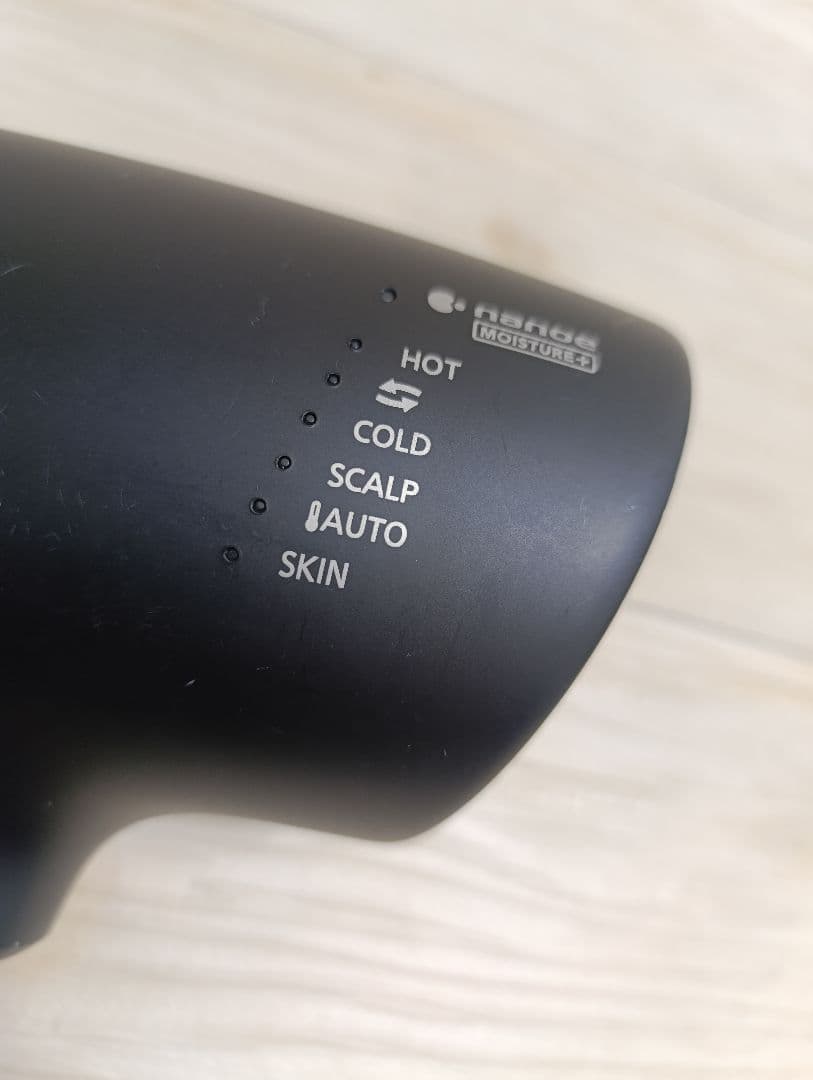 nanoe
MOISTURE+
HOT
COLD
SCALP
AUTO
SKIN